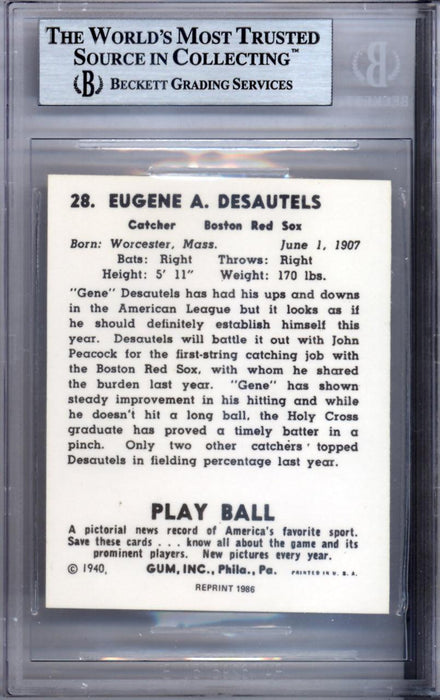 THE WORLD'S MOST TRUSTED
SOURCE IN COLLECTING™
B BECKETT GRADING SERVICES
B
BECKETT
28. EUGENE A. DESAUTELS
Catcher Boston Red Sox
Born: Worcester, Mass. June 1, 1907
Bats: Right Throws: Right
Height: 5' 11" Weight: 170 lbs.
"Gene" Desautels has had his ups and downs
in the American League but it looks as if
he should definitely establish himself this
year. Desautels will battle it out with John
Peacock for the first-string catching job with
the Boston Red Sox, with whom he shared
the burden last year. "Gene" has shown
steady improvement in his hitting and while
he doesn't hit a long ball, the Holy Cross
graduate has proved a timely batter in a
pinch. Only two other catchers topped
Desautels in fielding percentage last year.
PLAY BALL
A pictorial news record of America's favorite sport.
Save these cards . . . know all about the game and its
prominent players. New pictures every year.
© 1940, GUM, INC., Phila., Pa. PRINTED IN U. S. A.
REPRINT 1986